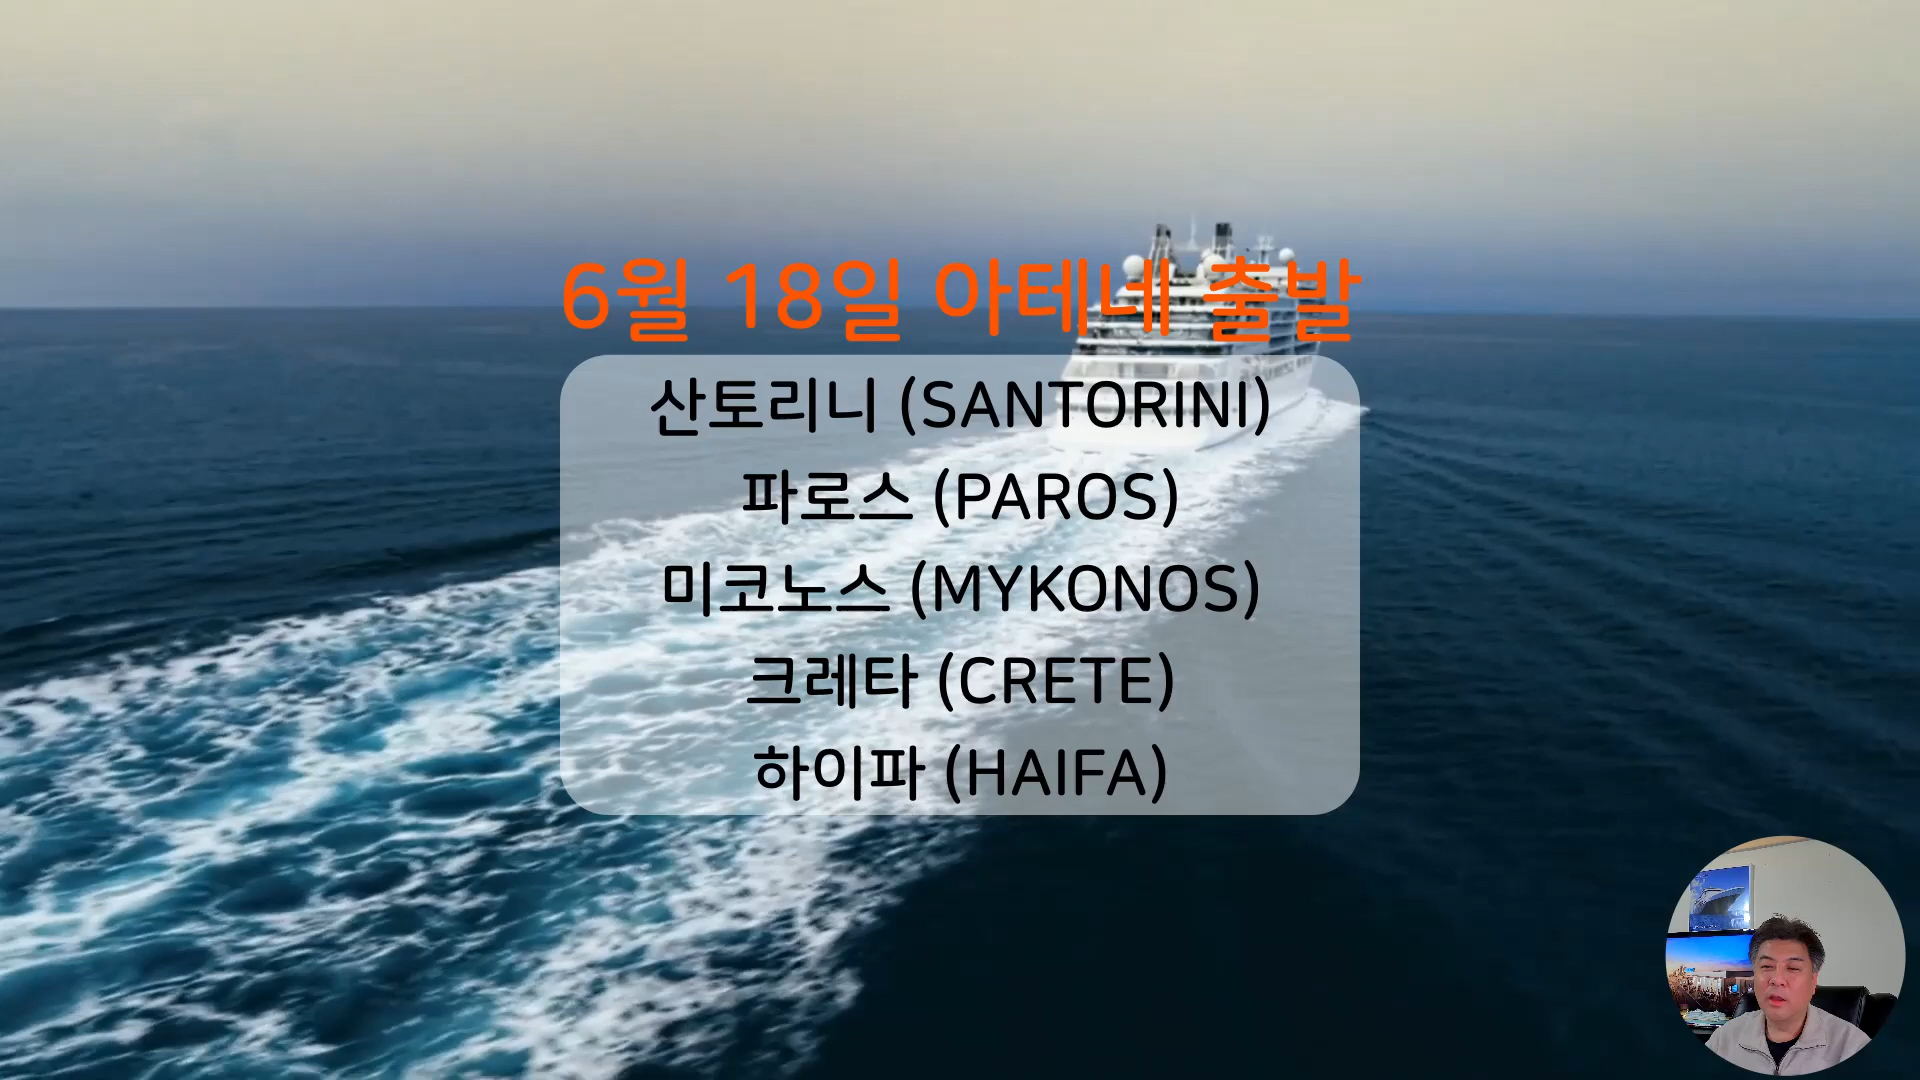 6월 18일 아테네 출발
산토리니 (SANTORINI)
파로스 (PAROS)
미코노스 (MYKONOS)
크레타 (CRETE)
하이파 (HAIFA)